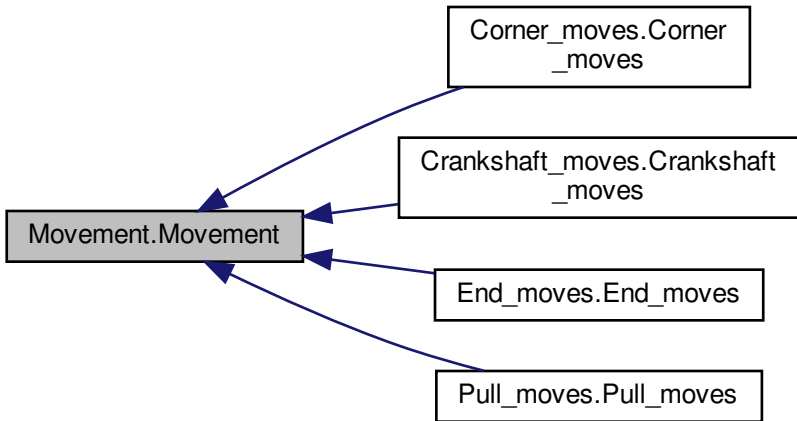 Corner_moves.Corner
_moves
Crankshaft_moves.Crankshaft
_moves
Movement.Movement
End_moves.End_moves
Pull_moves.Pull_moves